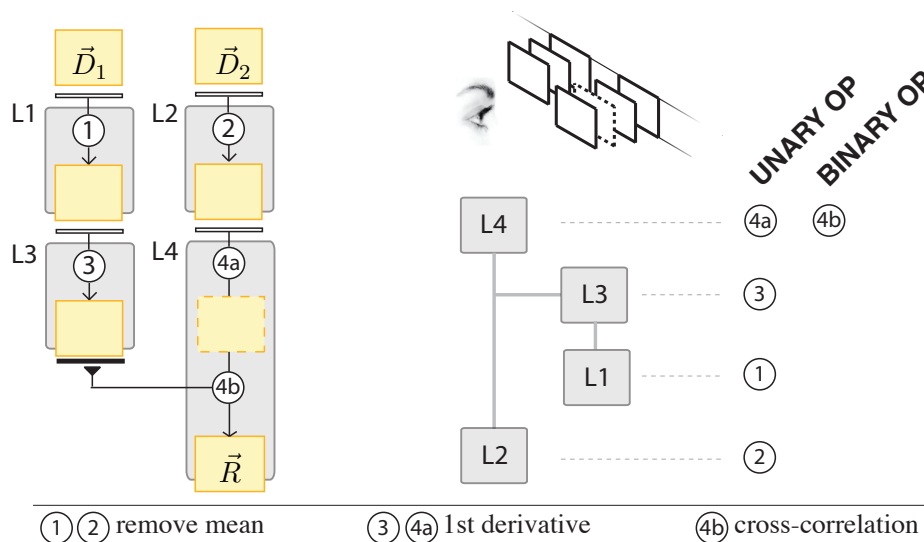 D⃗1 D⃗2
L1 1 L2 2
L3 3 L4 4a
4b
R⃗
UNARY OP
BINARY OP
L4 4a 4b
L3 3
L1 1
L2 2
1 2 remove mean 3 4a 1st derivative 4b cross-correlation